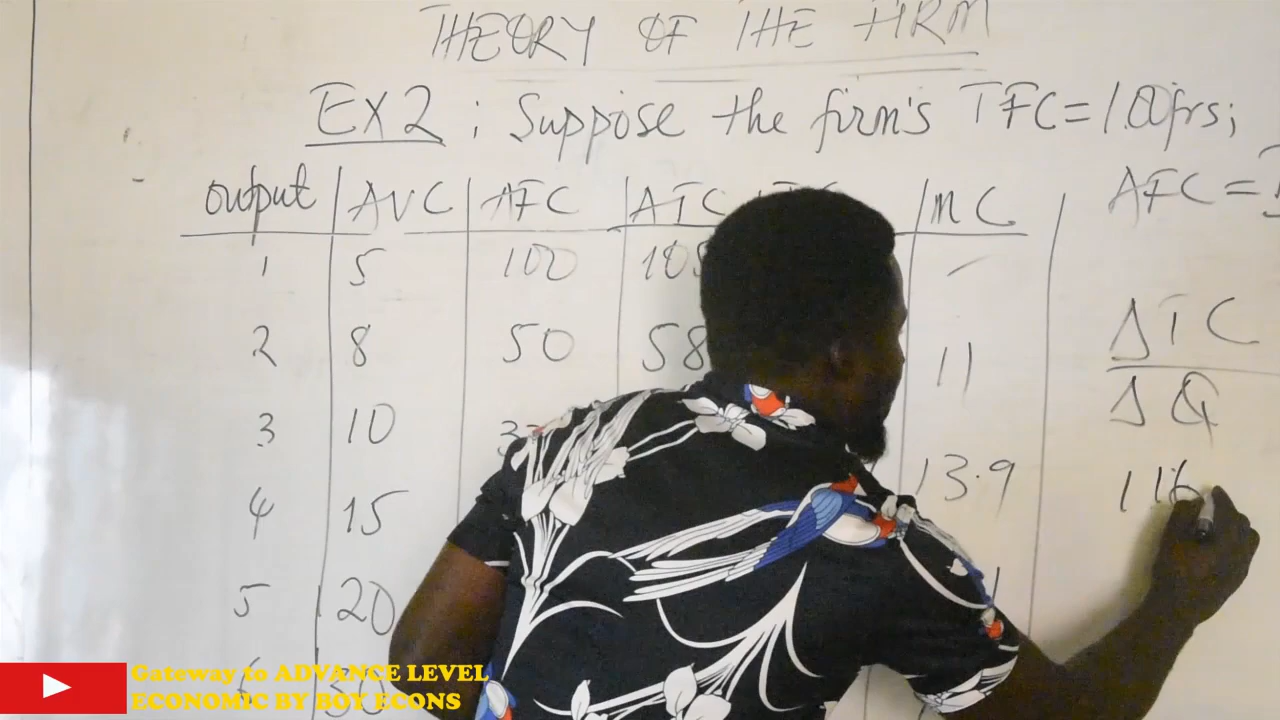 THEORY OF THE FIRM
EX2 ; Suppose the firm's TFC = 100frs;
output AVC AFC ATC MC
AFC =
1 5 100 105 -
2 8 50 58 11
ΔTC
ΔQ
3 10 3 13.9
116
4 15
5 20
Gateway to ADVANCE LEVEL
ECONOMIC BY BOY ECONS